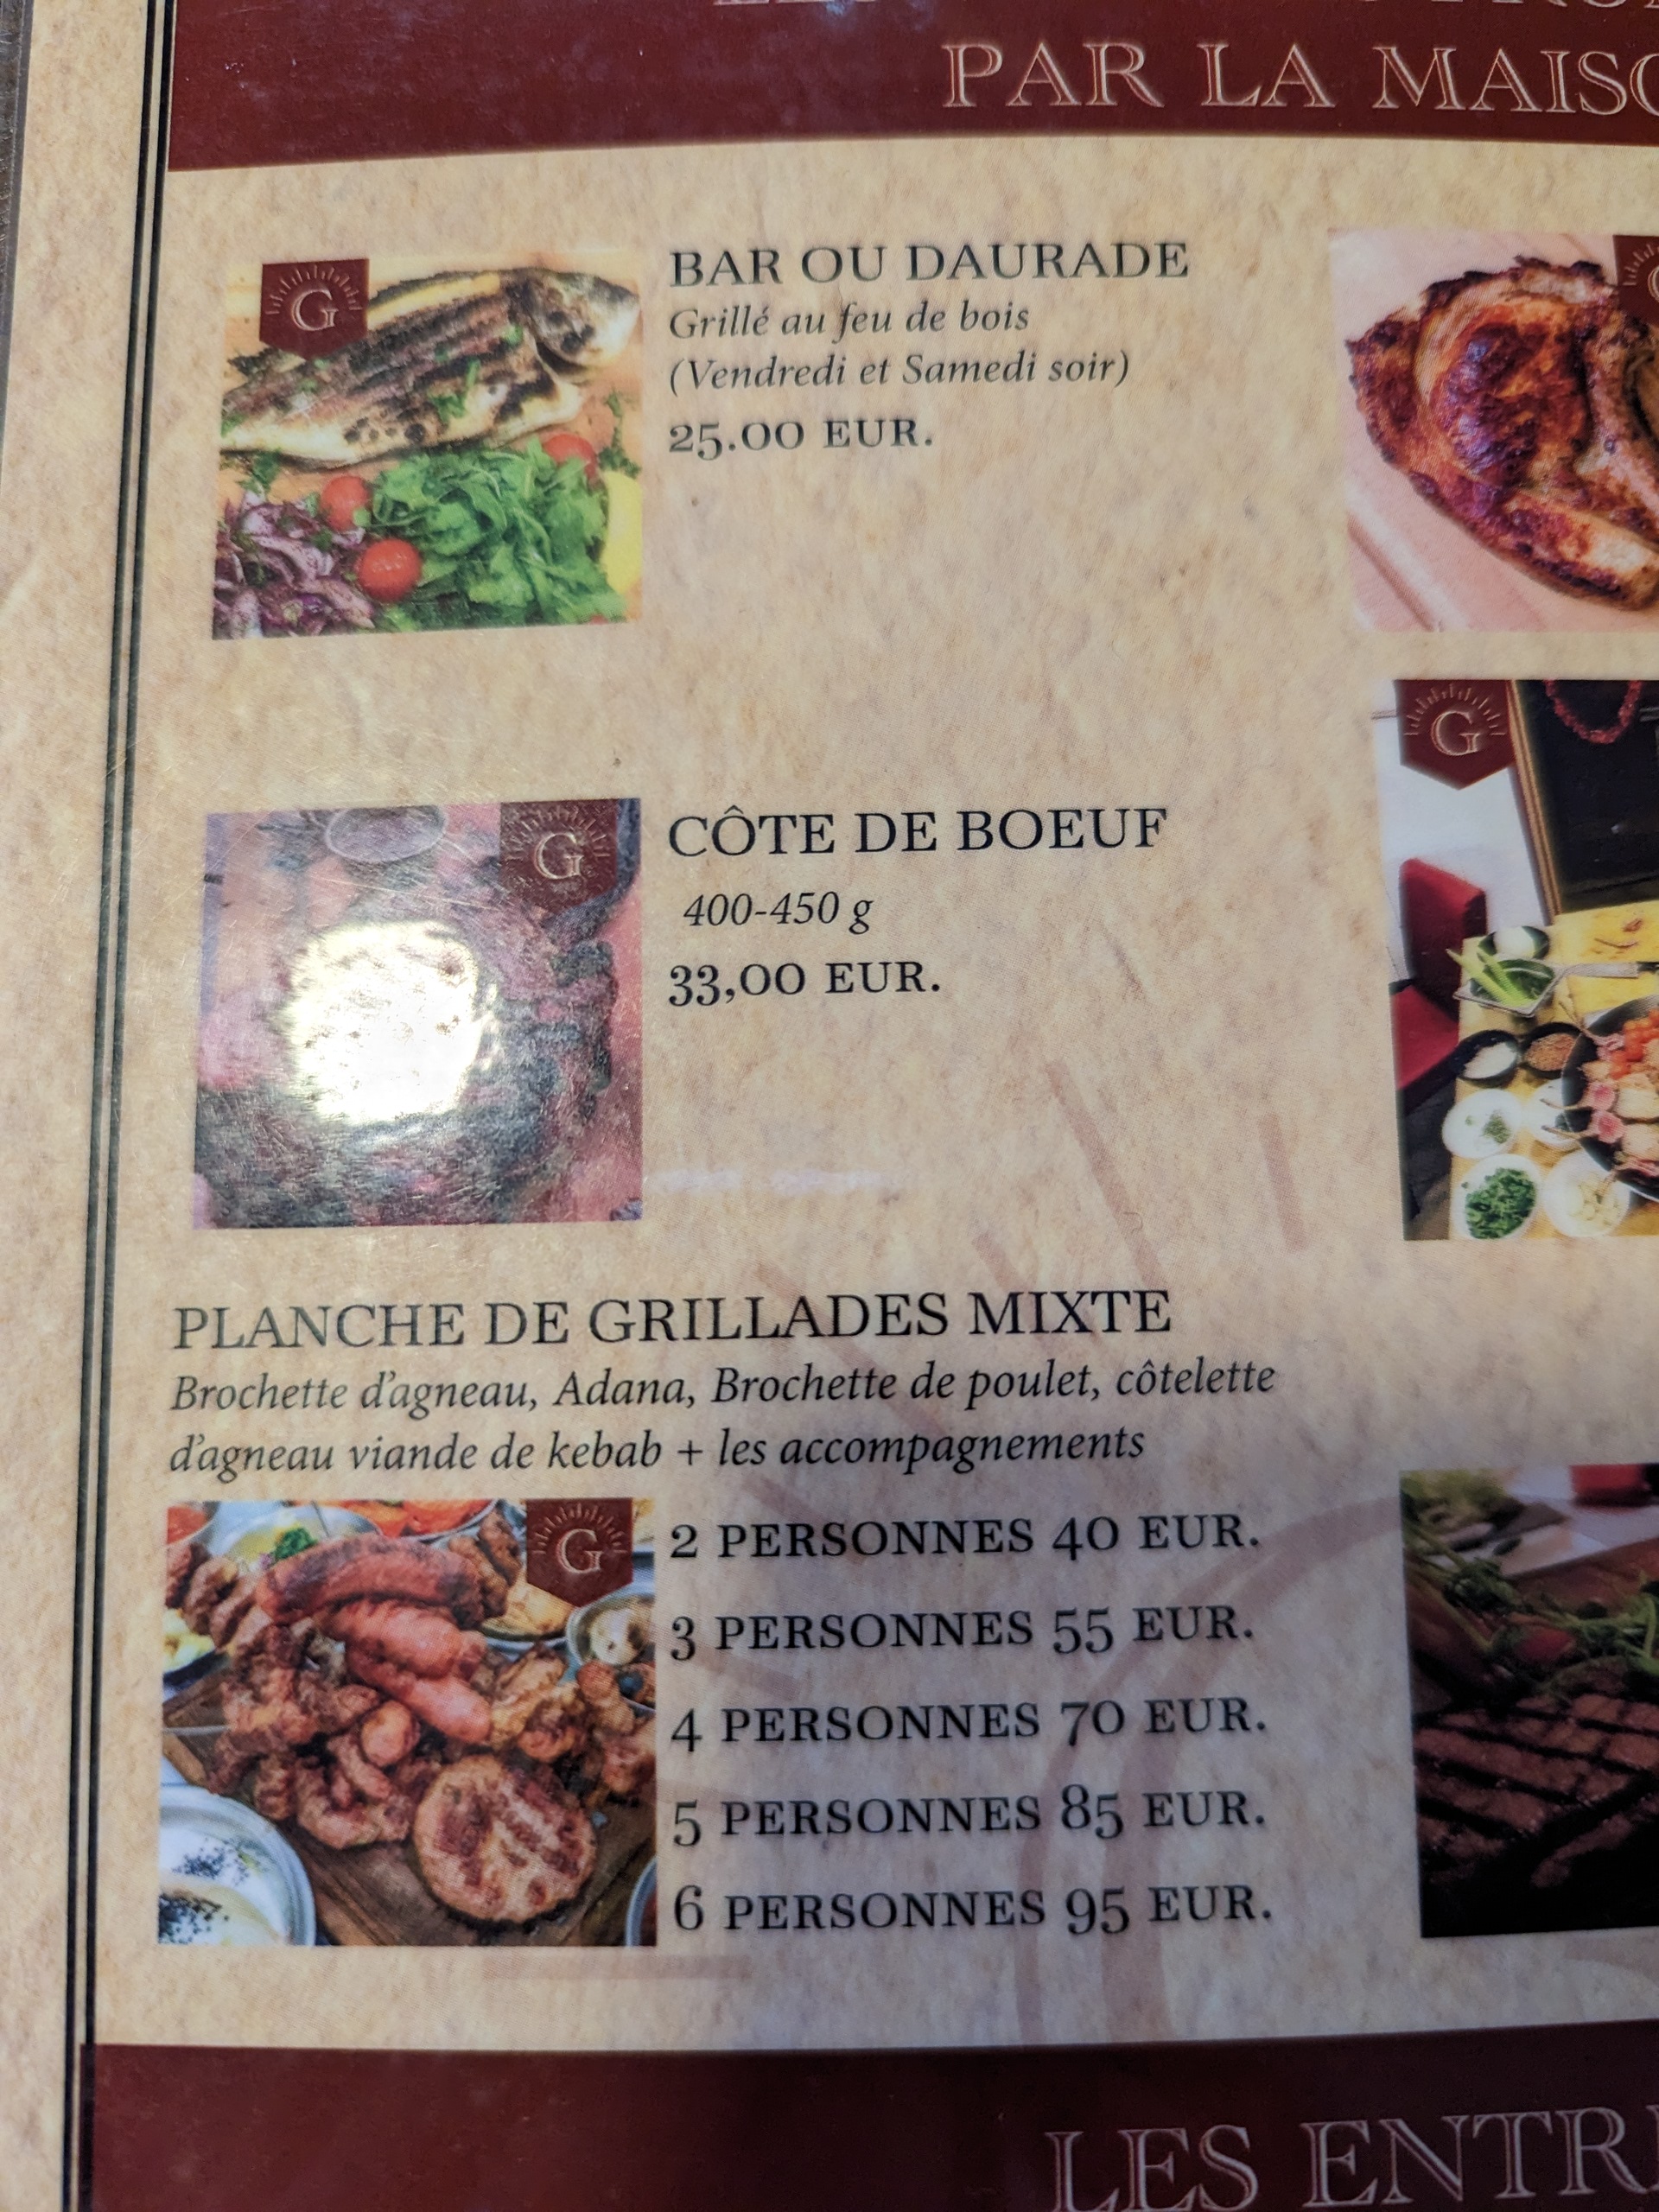 PAR LA
G
BAR OU DAURADE
Grillé au feu de bois
(Vendredi et Samedi soir)
25.00 EUR.
G
CÔTE DE BOEUF
400-450 g
33,00 EUR.
G
PLANCHE DE GRILLADES MIXTE
Brochette d'agneau, Adana, Brochette de poulet, côtelette
d'agneau viande de kebab + les accompagnements
G
2 PERSONNES 40 EUR.
3 PERSONNES 55 EUR.
4 PERSONNES 70 EUR.
5 PERSONNES 85 EUR.
6 PERSONNES 95 EUR.
LES